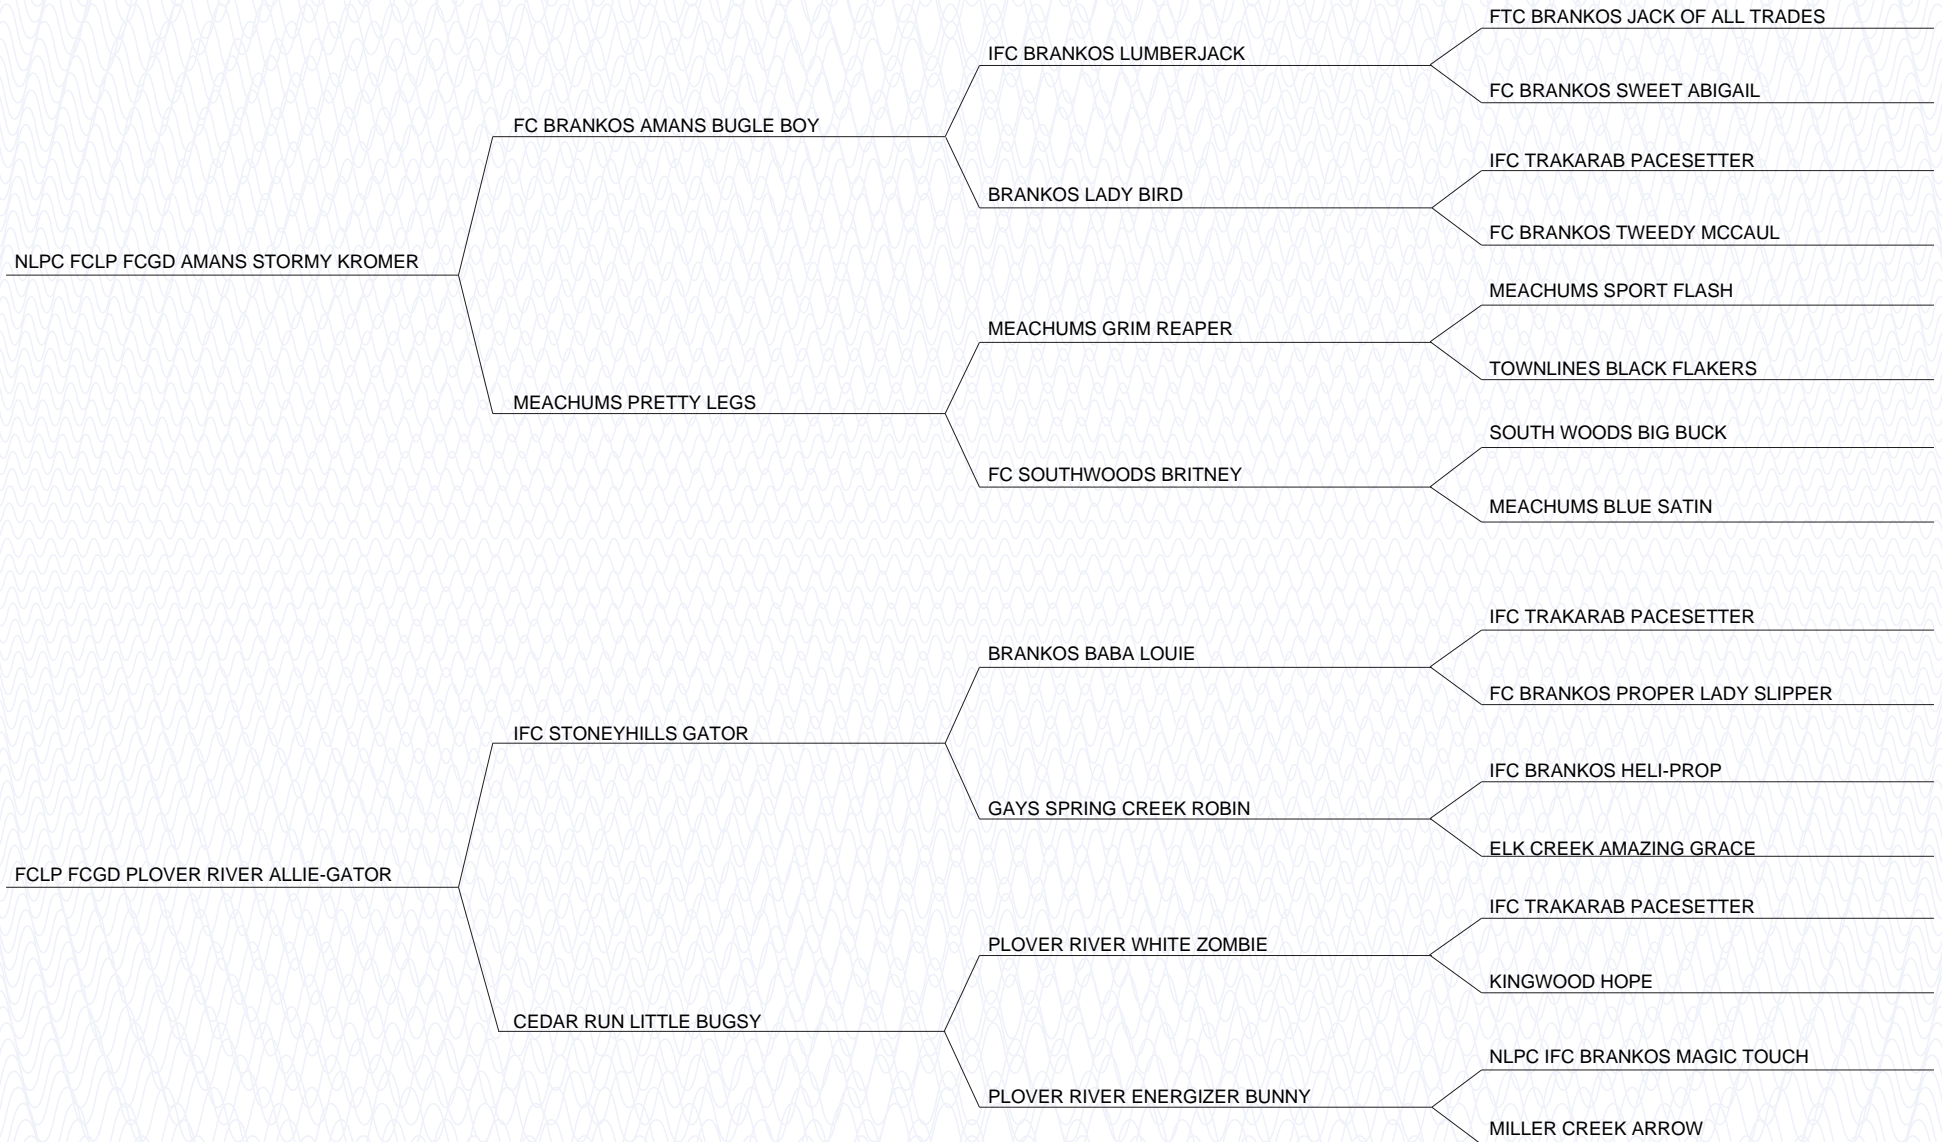 FTC BRANKOS JACK OF ALL TRADES
IFC BRANKOS LUMBERJACK
FC BRANKOS SWEET ABIGAIL
FC BRANKOS AMANS BUGLE BOY
IFC TRAKARAB PACESETTER
BRANKOS LADY BIRD
FC BRANKOS TWEEDY MCCAUL
NLPC FCLP FCGD AMANS STORMY KROMER
MEACHUMS SPORT FLASH
MEACHUMS GRIM REAPER
TOWNLINES BLACK FLAKERS
MEACHUMS PRETTY LEGS
SOUTH WOODS BIG BUCK
FC SOUTHWOODS BRITNEY
MEACHUMS BLUE SATIN
IFC TRAKARAB PACESETTER
BRANKOS BABA LOUIE
FC BRANKOS PROPER LADY SLIPPER
IFC STONEYHILLS GATOR
IFC BRANKOS HELI-PROP
GAYS SPRING CREEK ROBIN
ELK CREEK AMAZING GRACE
FCLP FCGD PLOVER RIVER ALLIE-GATOR
IFC TRAKARAB PACESETTER
PLOVER RIVER WHITE ZOMBIE
KINGWOOD HOPE
CEDAR RUN LITTLE BUGSY
NLPC IFC BRANKOS MAGIC TOUCH
PLOVER RIVER ENERGIZER BUNNY
MILLER CREEK ARROW